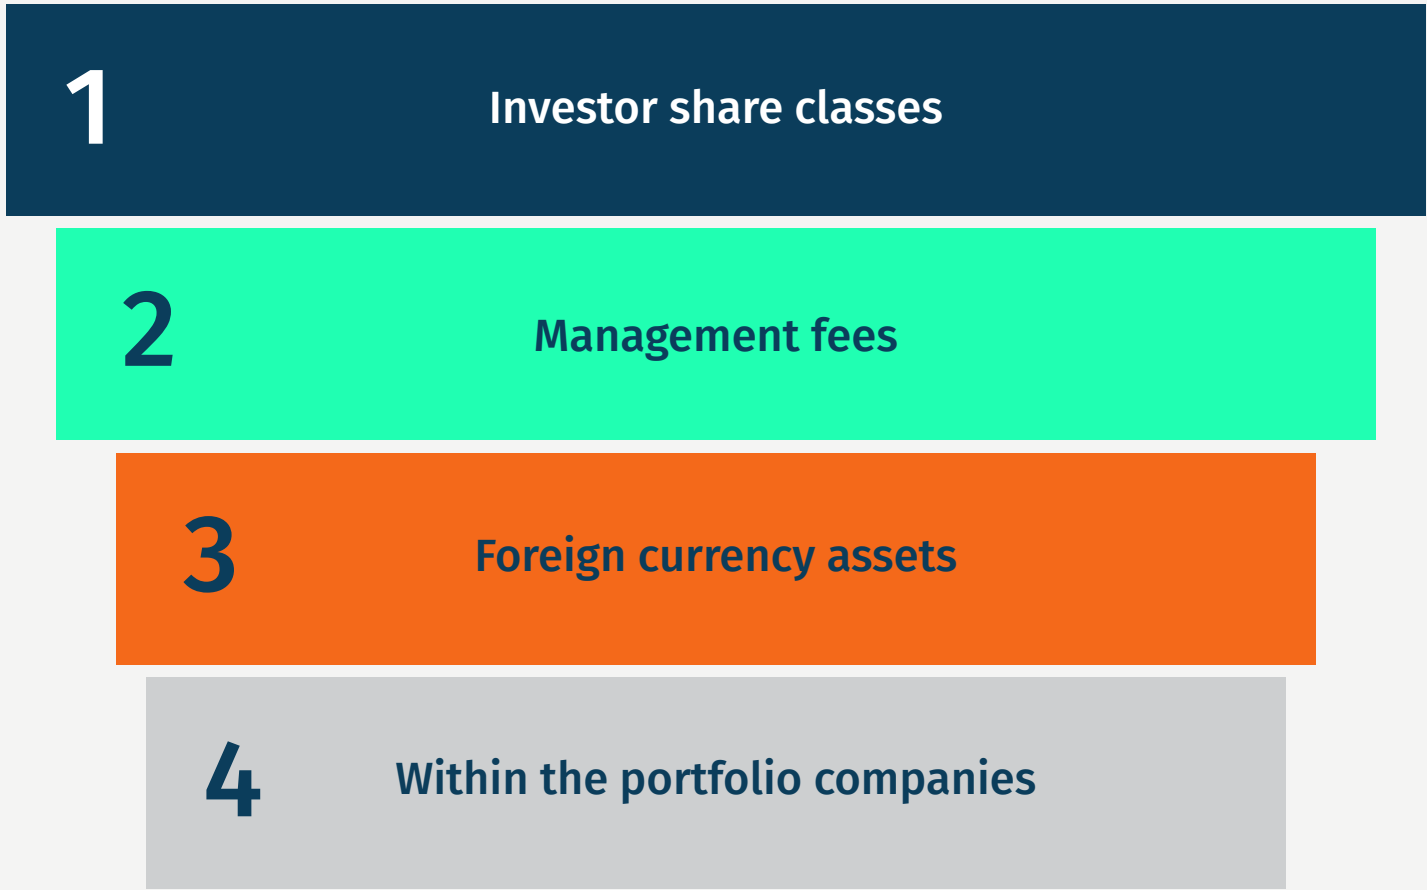 1
Investor share classes
2
Management fees
3
Foreign currency assets
4
Within the portfolio companies